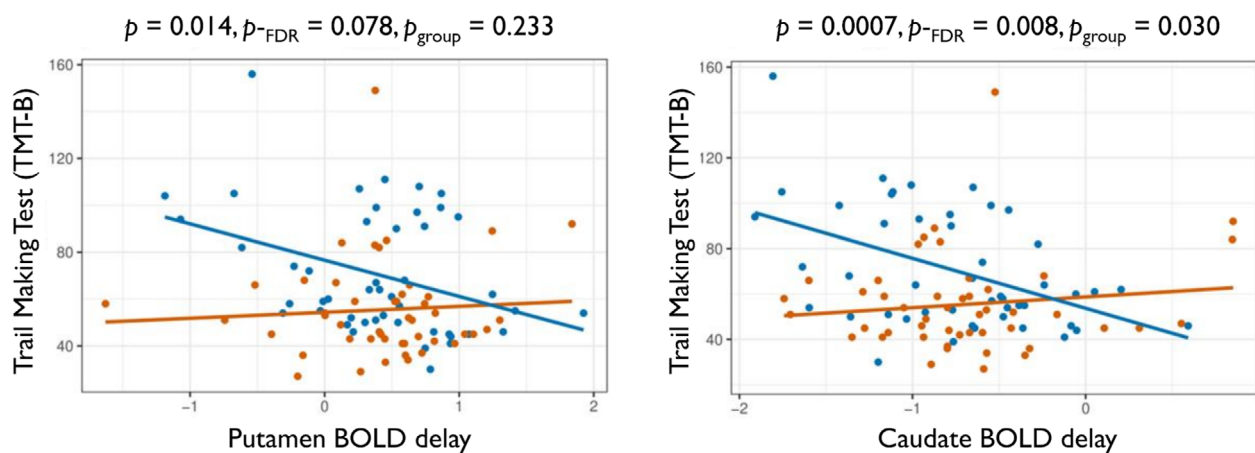 p = 0.014, p-FDR = 0.078, pgroup = 0.233
Trail Making Test (TMT-B)
160
120
80
40
−1
0
1
2
Putamen BOLD delay
p = 0.0007, p-FDR = 0.008, pgroup = 0.030
Trail Making Test (TMT-B)
160
120
80
40
−2
−1
0
Caudate BOLD delay